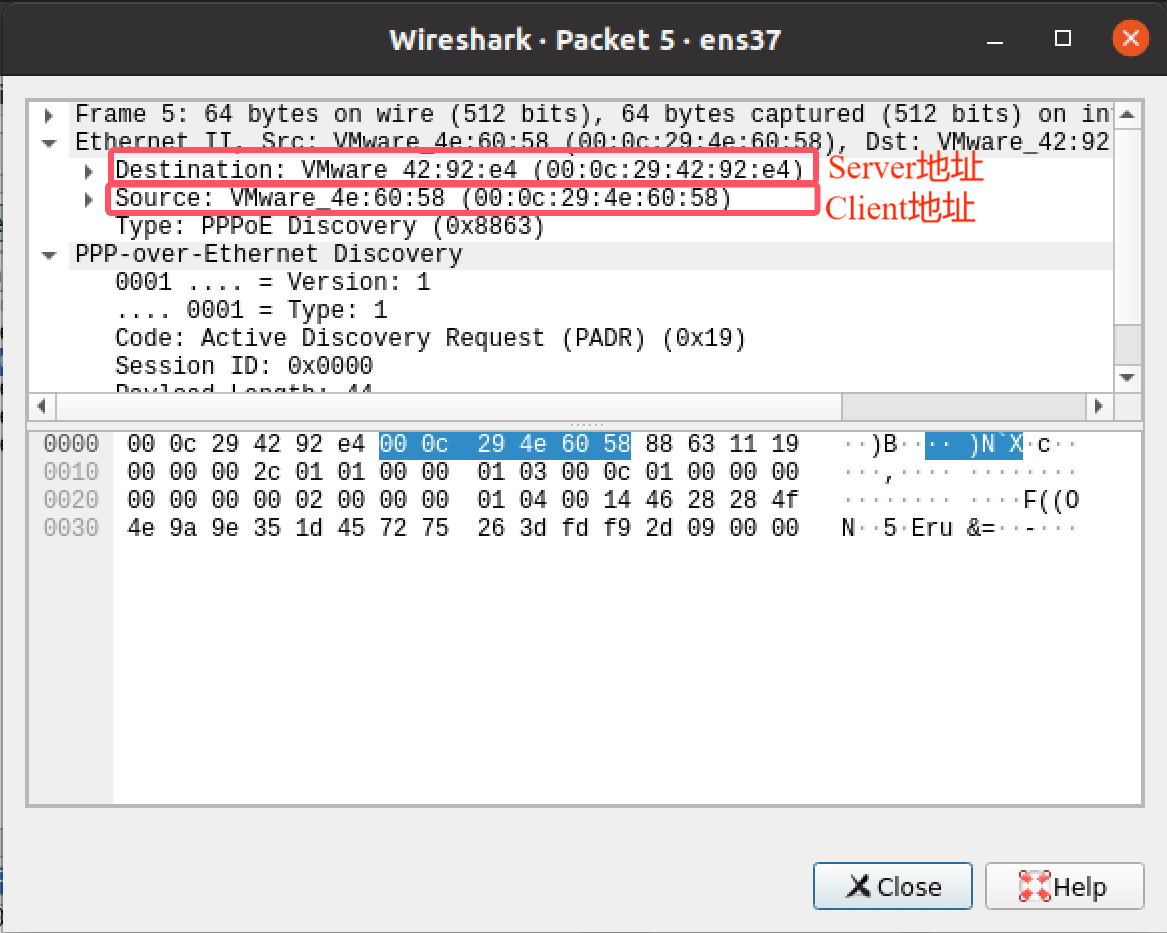 Wireshark · Packet 5 · ens37
Frame 5: 64 bytes on wire (512 bits), 64 bytes captured (512 bits) on in
Ethernet II, Src: VMware_4e:60:58 (00:0c:29:4e:60:58), Dst: VMware_42:92
Destination: VMware_42:92:e4 (00:0c:29:42:92:e4) Server地址
Source: VMware_4e:60:58 (00:0c:29:4e:60:58) Client地址
Type: PPPoE Discovery (0x8863)
PPP-over-Ethernet Discovery
0001 .... = Version: 1
.... 0001 = Type: 1
Code: Active Discovery Request (PADR) (0x19)
Session ID: 0x0000
Payload Length: 44
0000 00 0c 29 42 92 e4 00 0c 29 4e 60 58 88 63 11 19 ··)B···· )N`X·c··
0010 00 00 00 2c 01 01 00 00 01 03 00 0c 01 00 00 00 ···,···· ········
0020 00 00 00 00 02 00 00 00 01 04 00 14 46 28 28 4f ········ ····F((O
0030 4e 9a 9e 35 1d 45 72 75 26 3d fd f9 2d 09 00 00 N··5·Eru &=··-···
Close Help